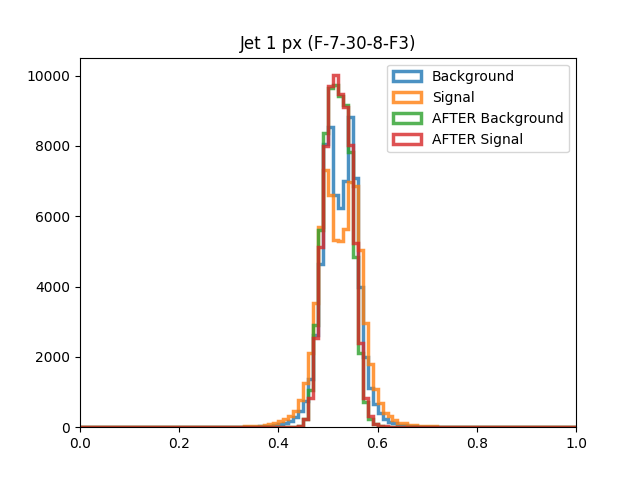 Jet 1 px (F-7-30-8-F3)
10000
8000
6000
4000
2000
0
Background
Signal
AFTER Background
AFTER Signal
0.0 0.2 0.4 0.6 0.8 1.0